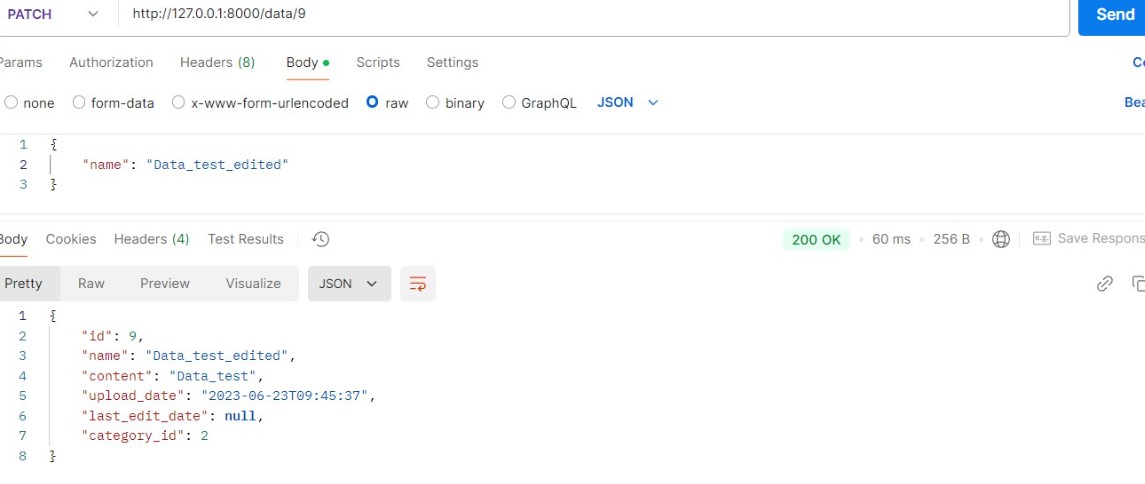 PATCH http://127.0.0.1:8000/data/9 Send
Params Authorization Headers (8) Body Scripts Settings
none form-data x-www-form-urlencoded raw binary GraphQL JSON
1 {
2 "name": "Data_test_edited"
3 }
Body Cookies Headers (4) Test Results 200 OK 60 ms 256 B e.g. Save Respons
Pretty Raw Preview Visualize JSON
1 {
2 "id": 9,
3 "name": "Data_test_edited",
4 "content": "Data_test",
5 "upload_date": "2023-06-23T09:45:37",
6 "last_edit_date": null,
7 "category_id": 2
8 }